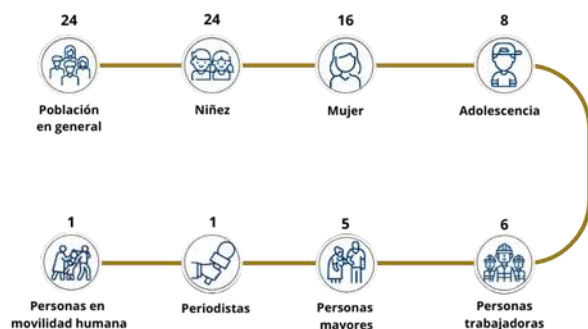 24
24
16
8
Población
en general
Niñez
Mujer
Adolescencia
1
1
5
6
Personas en
movilidad humana
Periodistas
Personas
mayores
Personas
trabajadoras